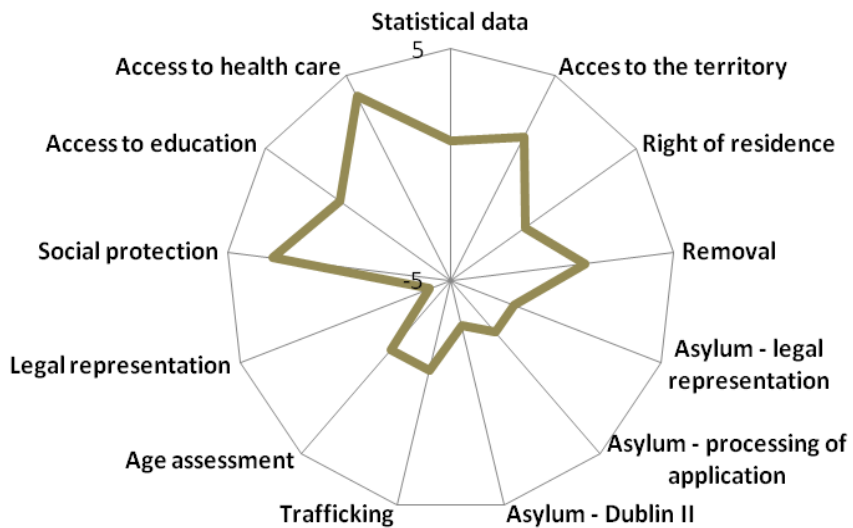 Statistical data
5
Access to health care
Acces to the territory
Access to education
Right of residence
Social protection
Removal
-5
Asylum - legal
representation
Legal representation
Asylum - processing of
application
Age assessment
Trafficking
Asylum - Dublin II